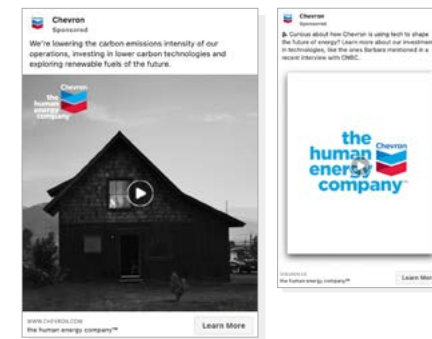 Chevron
Sponsored
We're lowering the carbon emissions intensity of our
operations, investing in lower carbon technologies and
exploring renewable fuels of the future.
Chevron
the
human
energy
company
WWW.CHEVRON.COM
the human energy company™
Learn More
Chevron
Sponsored
Curious about how Chevron is using tech to shape
the future of energy? Learn more about our investment
in technologies, like the ones Barbara mentioned in a
recent interview with CNBC.
the
human
energy
company™
Chevron
the human energy company™
Learn More